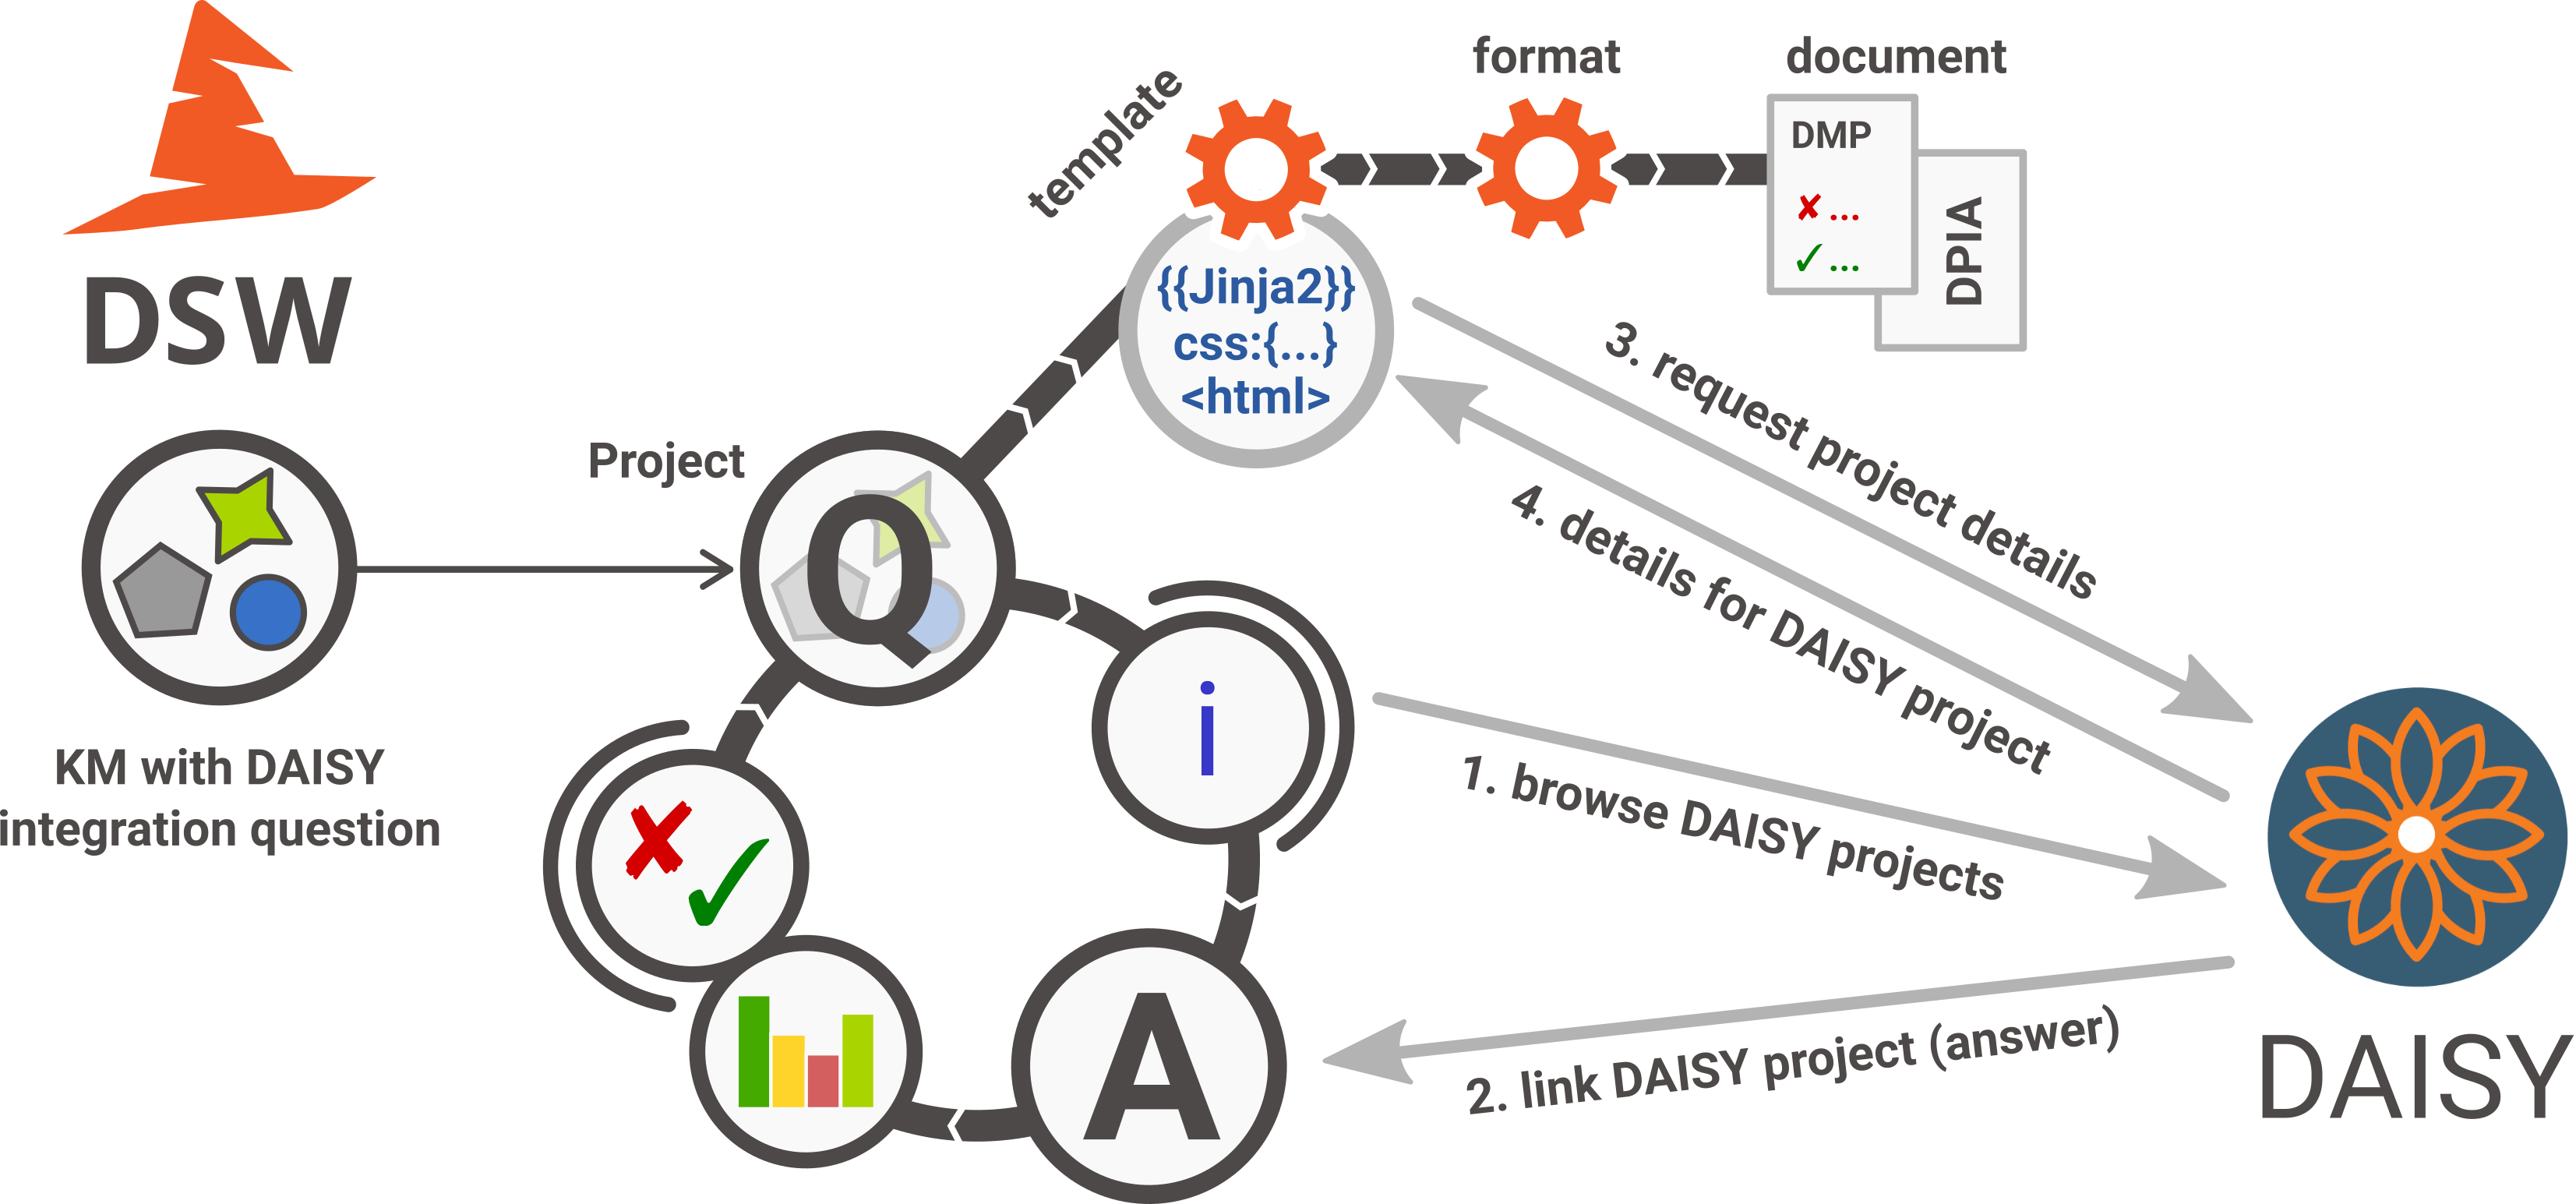 DSW
KM with DAISY
integration question
Project
Q
i
A
template
format
document
DMP
...
...
DPIA
{{Jinja2}}
css:{...}
<html>
3. request project details
4. details for DAISY project
1. browse DAISY projects
2. link DAISY project (answer)
DAISY